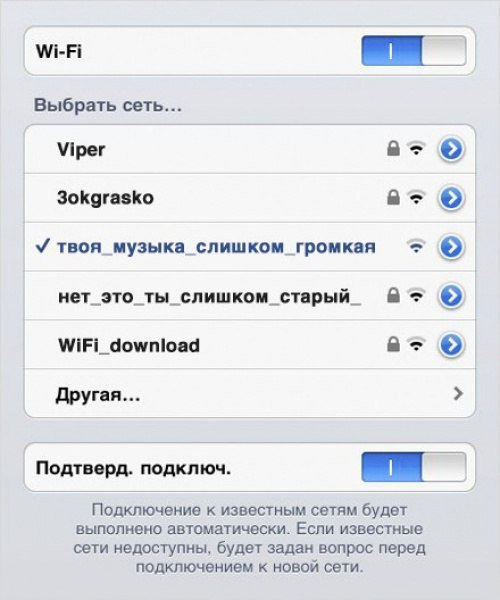 Wi-Fi
Выбрать сеть...
Viper
3okgrasko
твоя_музыка_слишком_громкая
нет_это_ты_слишком_старый_
WiFi_download
Другая...
Подтверд. подключ.
Подключение к известным сетям будет
выполнено автоматически. Если известные
сети недоступны, будет задан вопрос перед
подключением к новой сети.